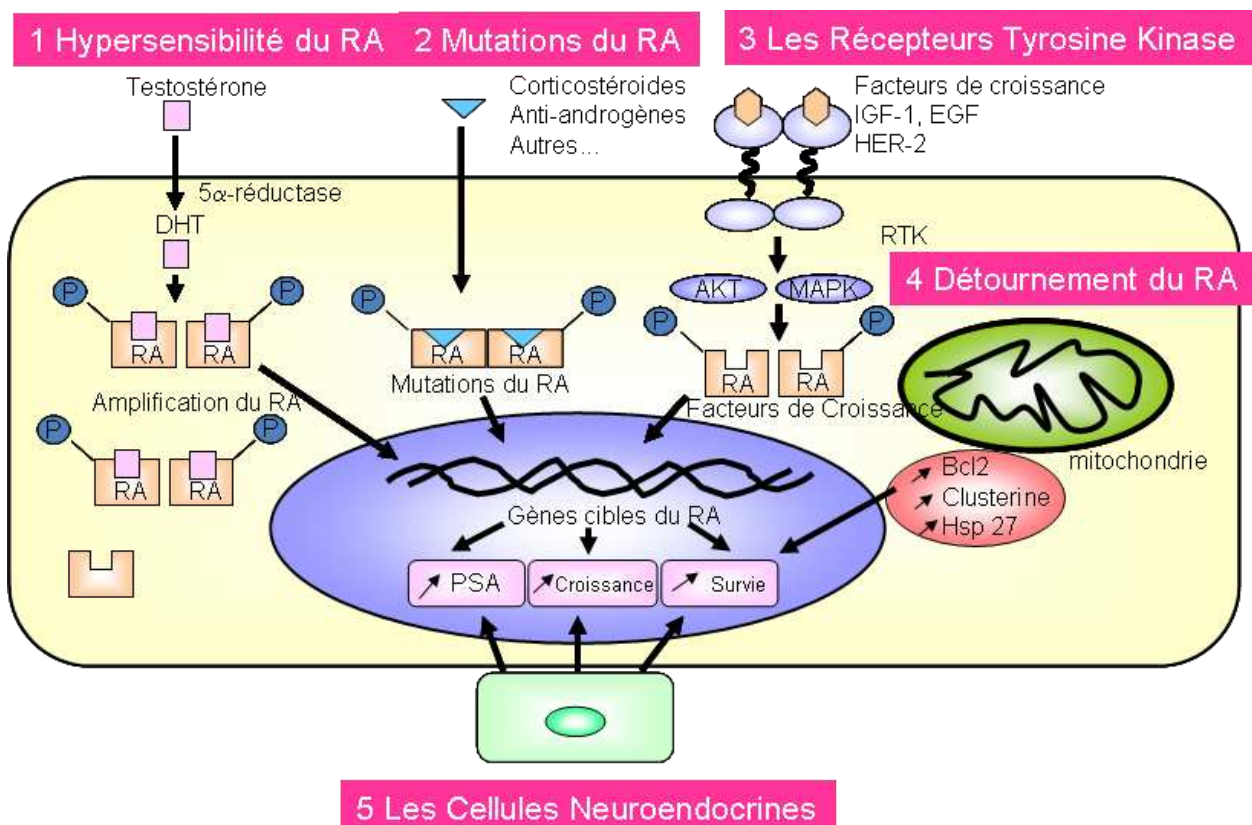 1 Hypersensibilité du RA
2 Mutations du RA
3 Les Récepteurs Tyrosine Kinase
Testostérone
Corticostéroides
Anti-androgènes
Autres...
Facteurs de croissance
IGF-1, EGF
HER-2
5α-réductase
DHT
RTK
4 Détournement du RA
AKT
MAPK
P
P
P
P
P
P
RA
RA
RA
RA
RA
RA
Mutations du RA
Amplification du RA
Facteurs de Croissance
P
P
RA
RA
mitochondrie
Bcl2
Clusterine
Hsp 27
Gènes cibles du RA
PSA
Croissance
Survie
5 Les Cellules Neuroendocrines